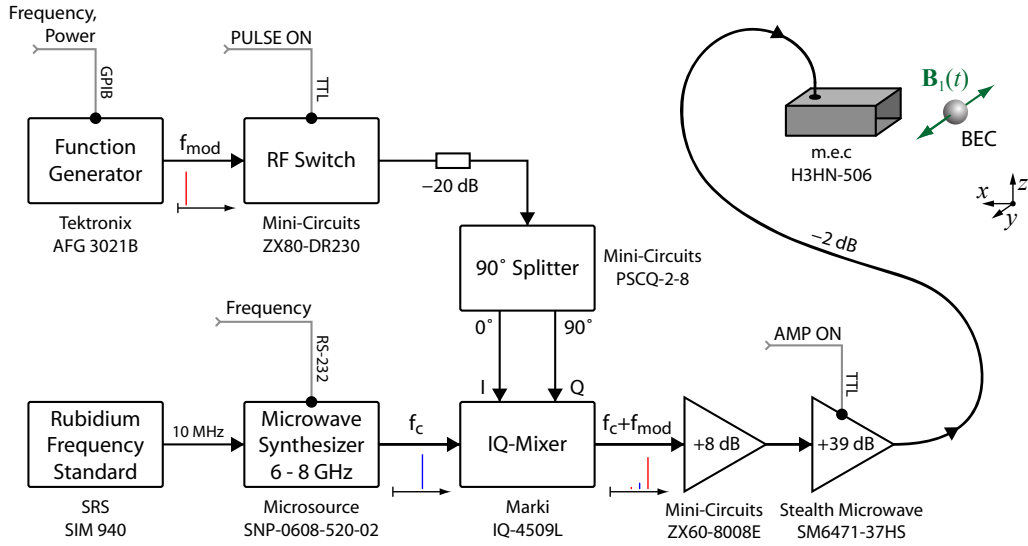 Frequency,
Power
GPIB
Function
Generator
Tektronix
AFG 3021B
f_mod
PULSE ON
TTL
RF Switch
Mini-Circuits
ZX80-DR230
−20 dB
90˚ Splitter
Mini-Circuits
PSCQ-2-8
0˚
90˚
I
Q
Rubidium
Frequency
Standard
SRS
SIM 940
10 MHz
Frequency
RS-232
Microwave
Synthesizer
6 - 8 GHz
Microsource
SNP-0608-520-02
f_c
IQ-Mixer
Marki
IQ-4509L
f_c+f_mod
+8 dB
Mini-Circuits
ZX60-8008E
AMP ON
TTL
+39 dB
Stealth Microwave
SM6471-37HS
−2 dB
m.e.c
H3HN-506
B₁(t)
BEC
x
y
z